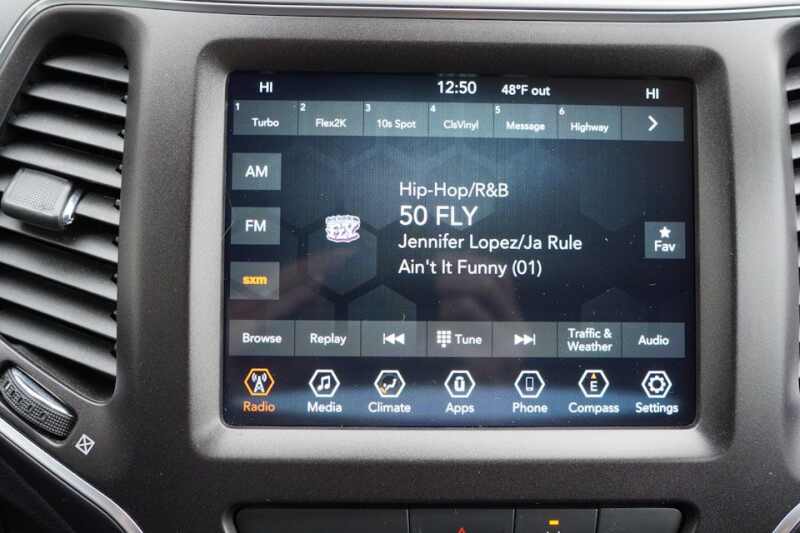 HI 12:50 48°F out HI
1 Turbo 2 Flex2K 3 10s Spot 4 ClsVinyl 5 Message 6 Highway
AM
FM
sxm
Hip-Hop/R&B
50 FLY
Jennifer Lopez/Ja Rule
Ain't It Funny (01)
FLY
Fav
Browse Replay Tune Traffic & Weather Audio
Radio Media Climate Apps Phone E Compass Settings